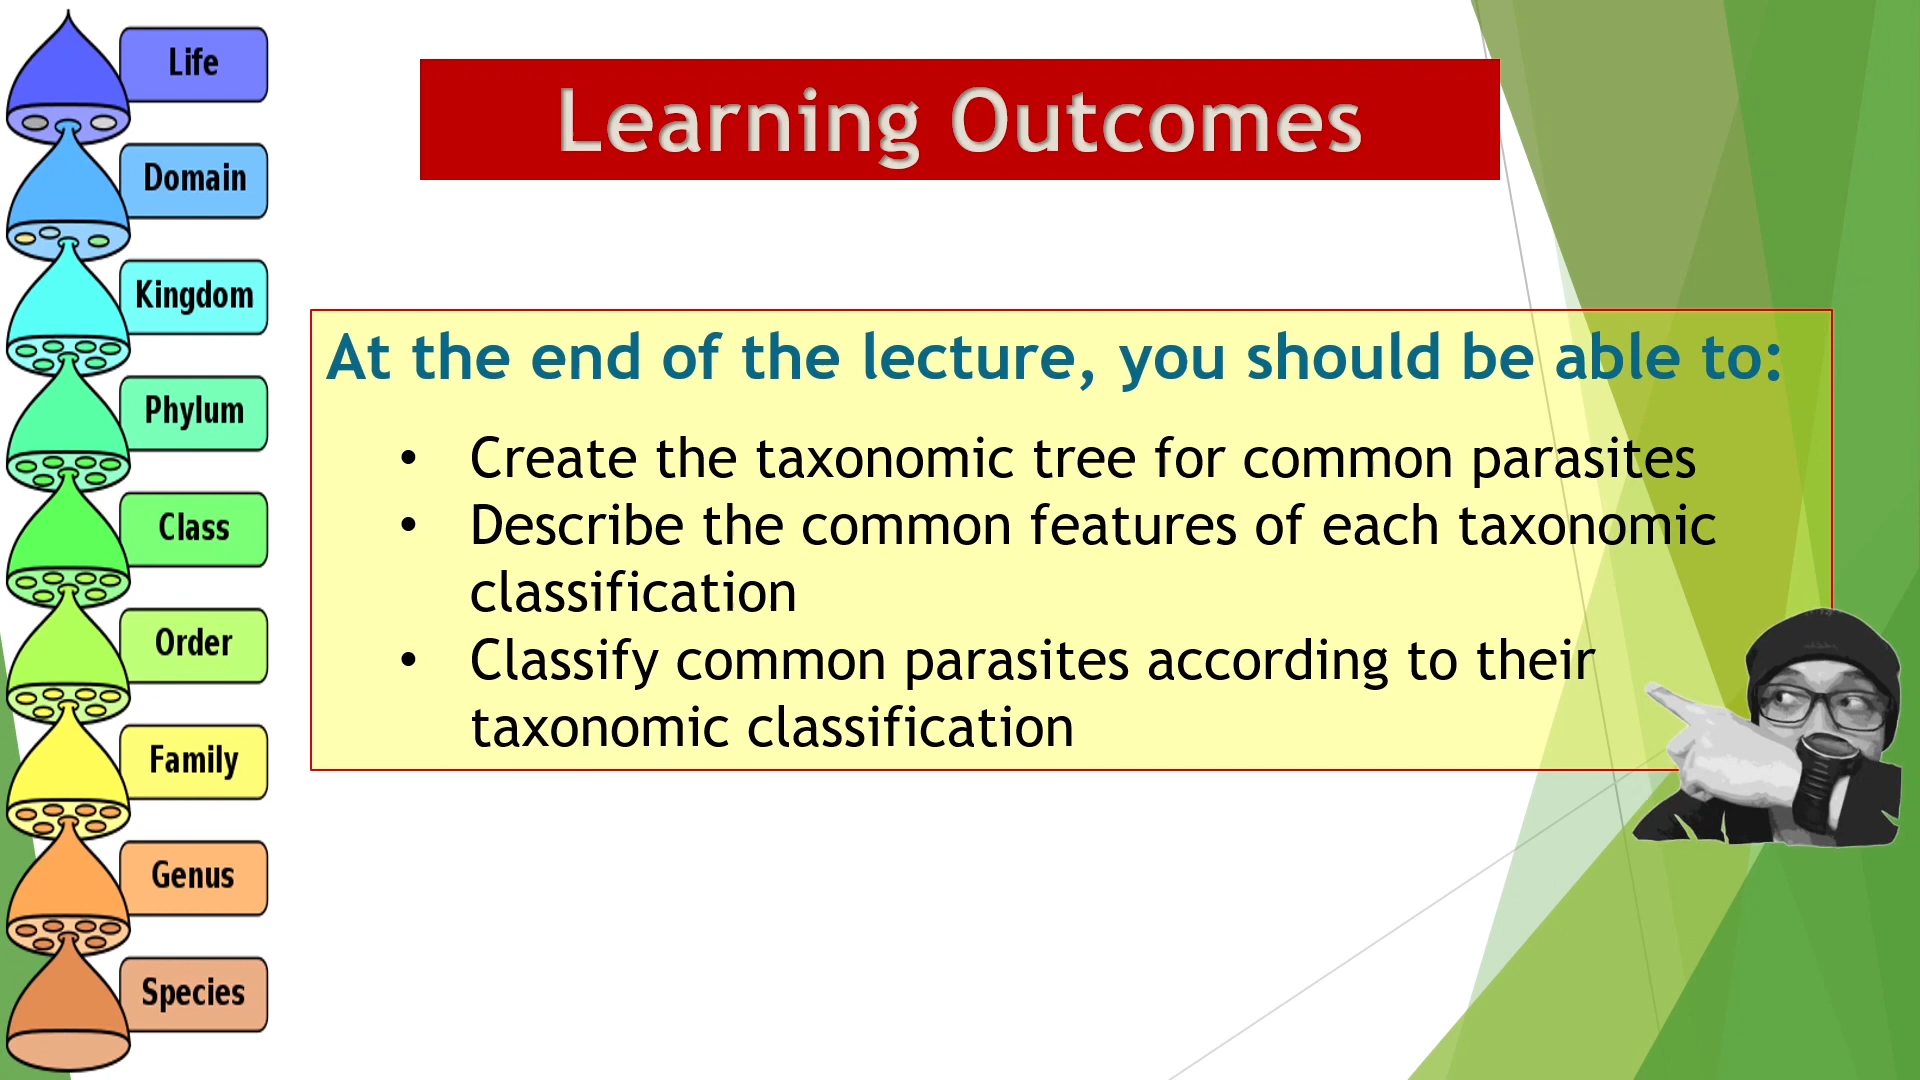 Life
Domain
Kingdom
Phylum
Class
Order
Family
Genus
Species
Learning Outcomes
At the end of the lecture, you should be able to:
• Create the taxonomic tree for common parasites
• Describe the common features of each taxonomic
classification
• Classify common parasites according to their
taxonomic classification